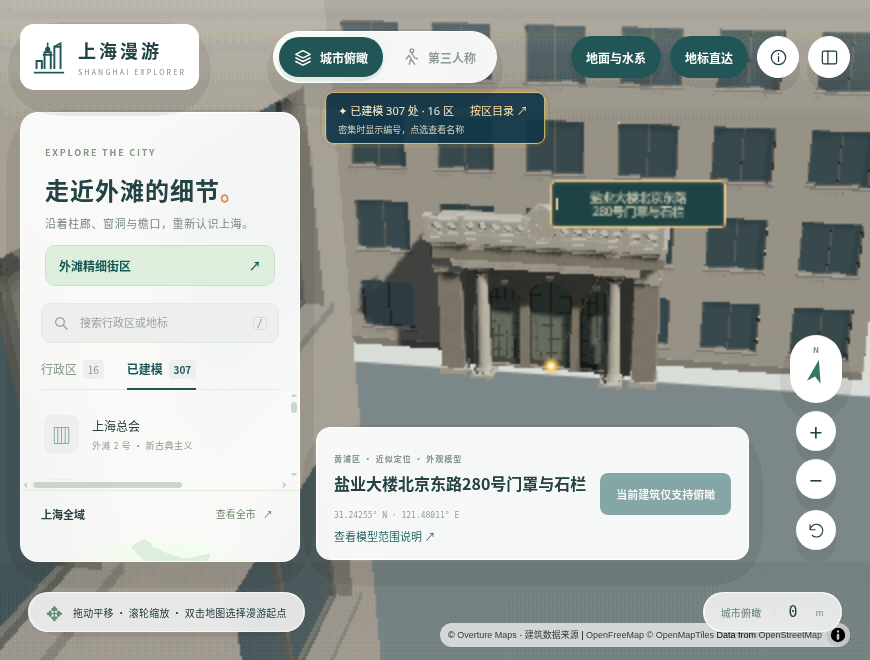 上海漫游
SHANGHAI EXPLORER
城市俯瞰
第三人称
地面与水系
地标直达
✦ 已建模 307 处 · 16 区 按区目录 ↗
密集时显示编号，点选查看名称
EXPLORE THE CITY
走近外滩的细节。
沿着柱廊、窗洞与檐口，重新认识上海。
外滩精细街区 ↗
搜索行政区或地标 /
行政区 16 已建模 307
上海总会
外滩 2 号 · 新古典主义
上海全域 查看全市 ↗
盐业大楼北京东路
280号门罩与石栏
N
黄浦区 · 近似定位 · 外观模型
盐业大楼北京东路280号门罩与石栏
31.24255° N · 121.48011° E
查看模型范围说明 ↗
当前建筑仅支持俯瞰
拖动平移 · 滚轮缩放 · 双击地图选择漫游起点
城市俯瞰 0 m
© Overture Maps · 建筑数据来源 | OpenFreeMap © OpenMapTiles Data from OpenStreetMap